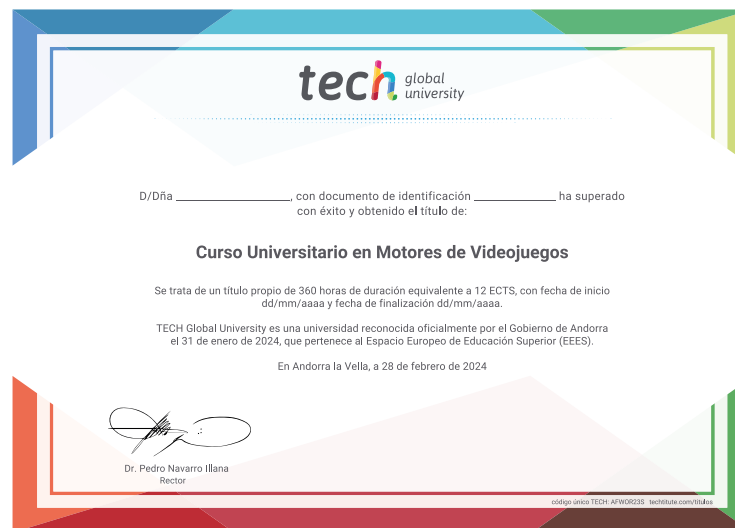 tech global
university
D/Dña ____________________, con documento de identificación ______________ ha superado
con éxito y obtenido el título de:
Curso Universitario en Motores de Videojuegos
Se trata de un título propio de 360 horas de duración equivalente a 12 ECTS, con fecha de inicio
dd/mm/aaaa y fecha de finalización dd/mm/aaaa.
TECH Global University es una universidad reconocida oficialmente por el Gobierno de Andorra
el 31 de enero de 2024, que pertenece al Espacio Europeo de Educación Superior (EEES).
En Andorra la Vella, a 28 de febrero de 2024
Dr. Pedro Navarro Illana
Rector
código único TECH: AFWOR23S techtitute.com/titulos